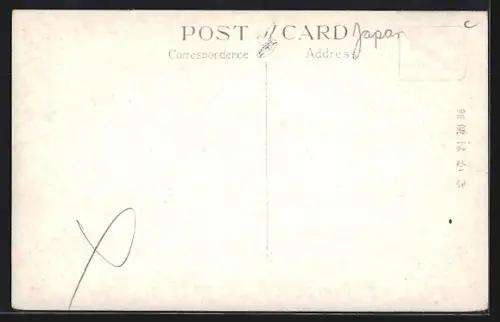 POST CARD Japan
Correspondence Address
c